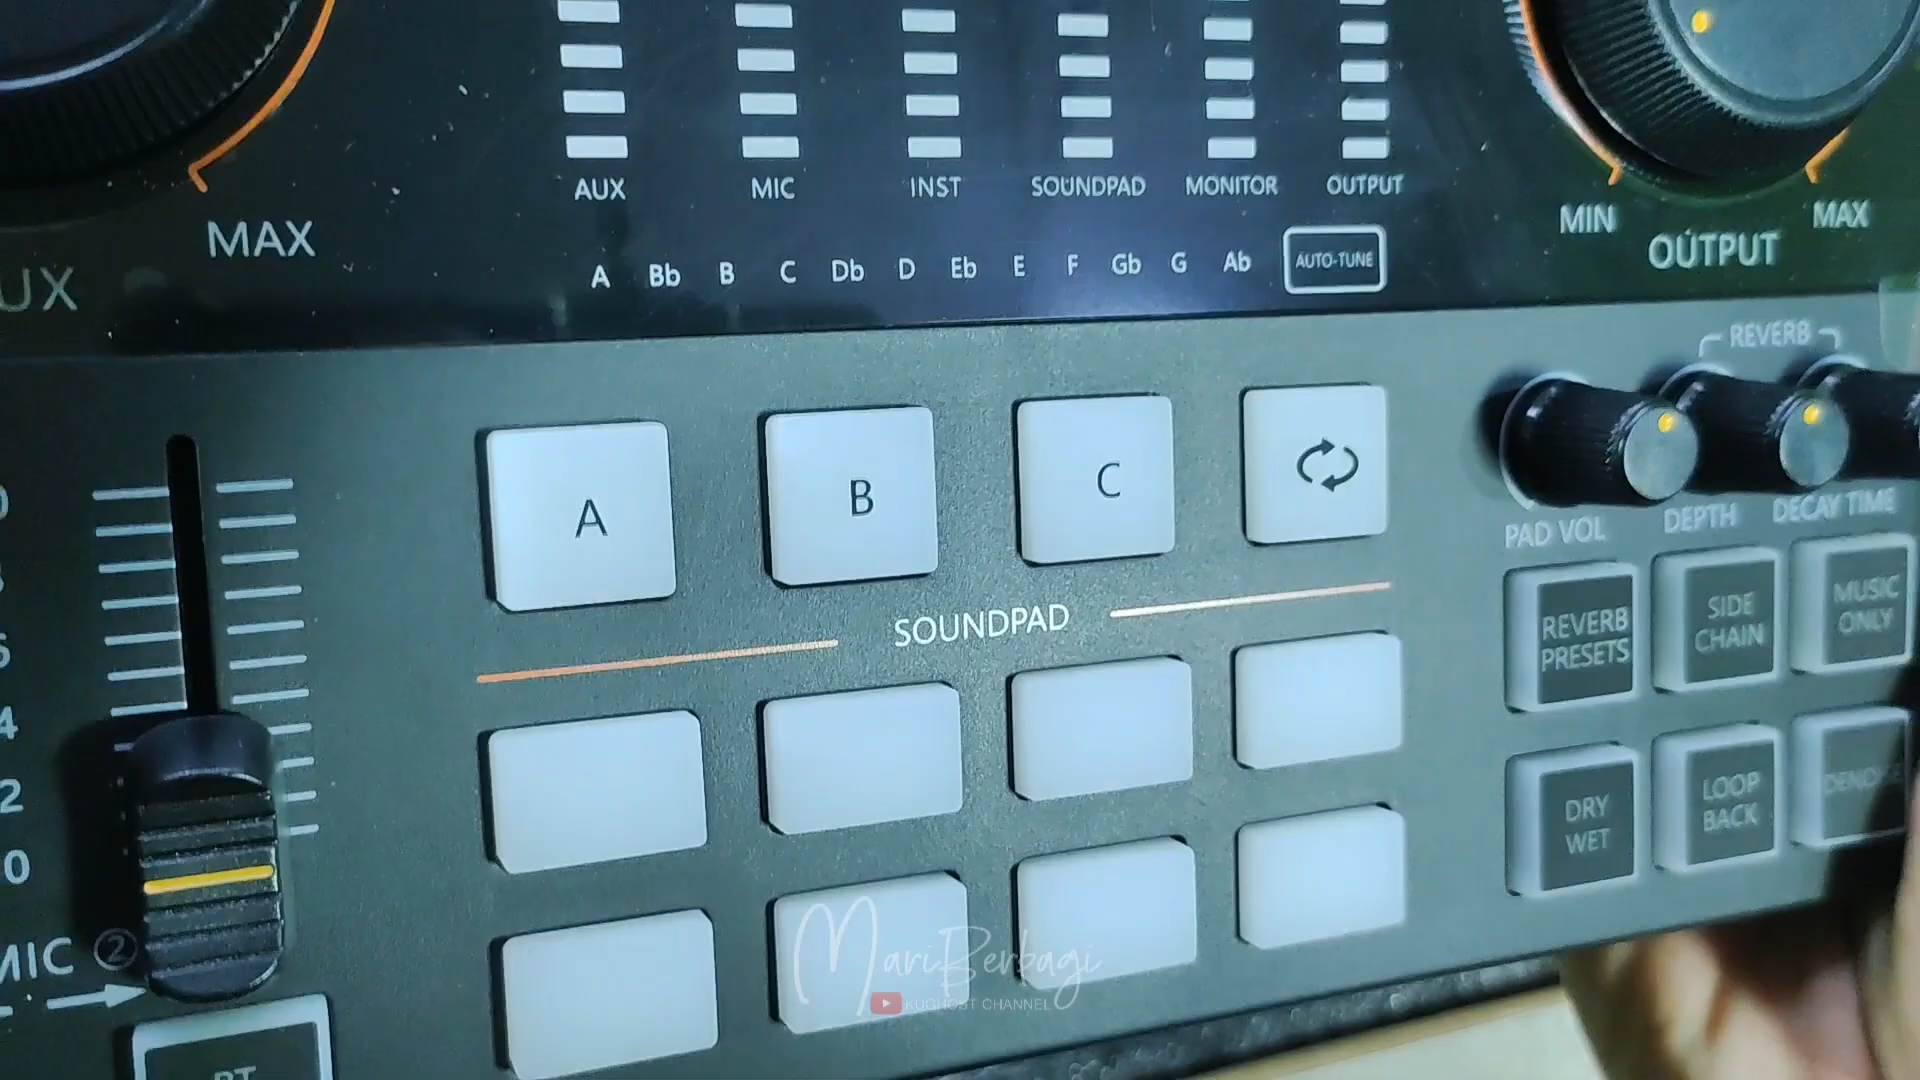 AUX MIC INST SOUNDPAD MONITOR OUTPUT
MAX
UX
A Bb B C Db D Eb E F Gb G Ab AUTO-TUNE
MIN MAX
OUTPUT
REVERB
A B C
PAD VOL DEPTH DECAY TIME
SOUNDPAD
REVERB
PRESETS
SIDE
CHAIN
MUSIC
ONLY
DRY
WET
LOOP
BACK
4
2
0
MIC 2
MariBerbagi
KUGHOST CHANNEL